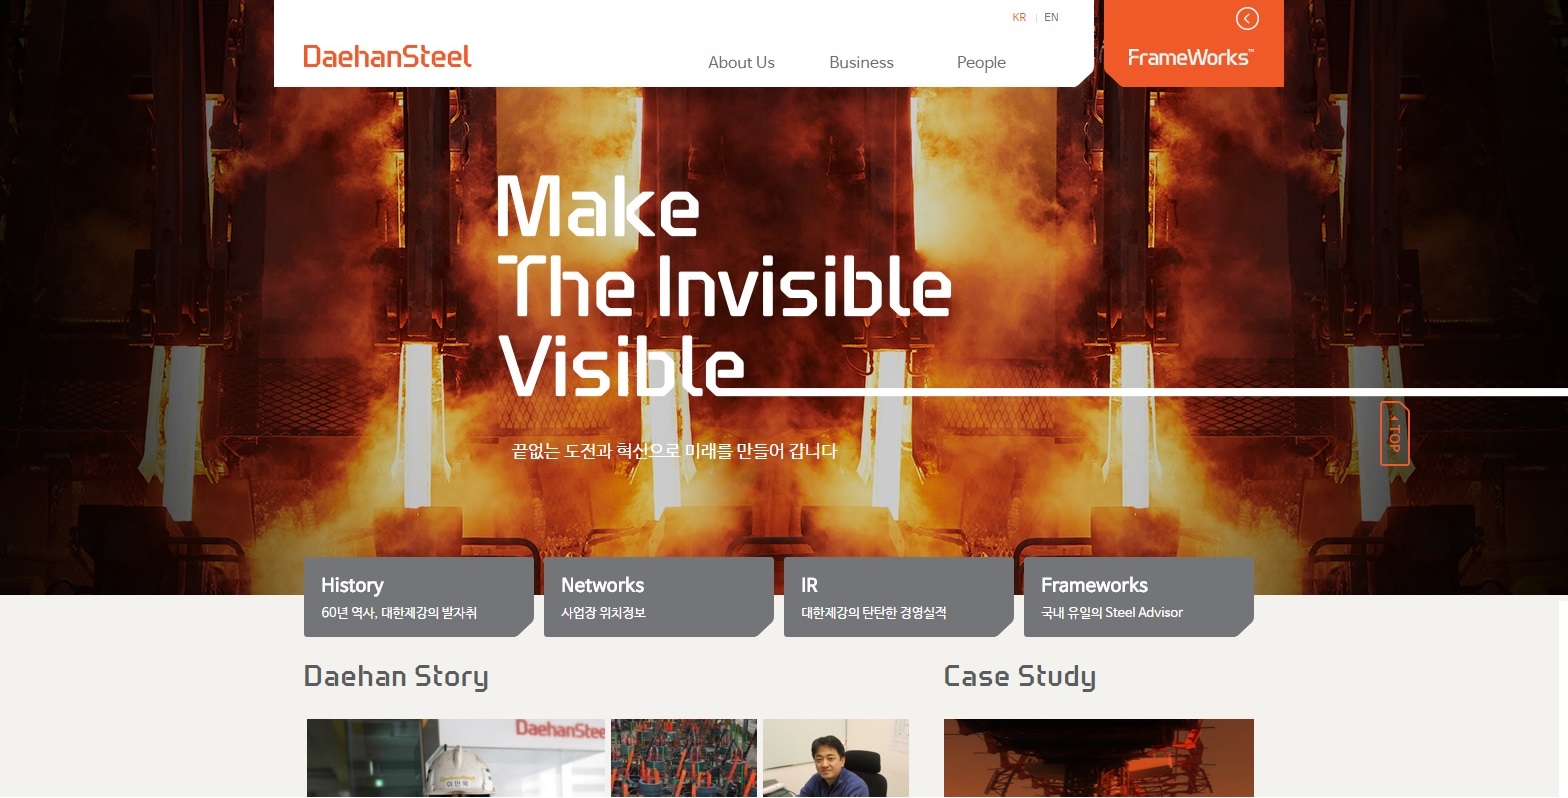 KR
EN
DaehanSteel
About Us
Business
People
FrameWorks™
Make
The Invisible
Visible
TOP
끝없는 도전과 혁신으로 미래를 만들어 갑니다
History
60년 역사, 대한제강의 발자취
Networks
사업장 위치정보
IR
대한제강의 탄탄한 경영실적
Frameworks
국내 유일의 Steel Advisor
Daehan Story
Case Study
DaehanStee